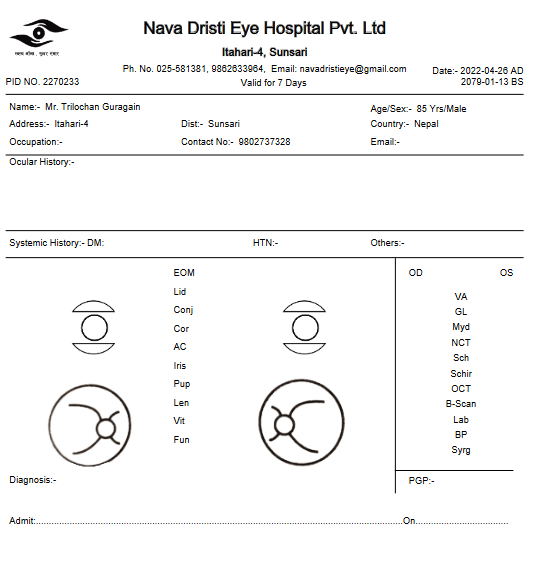 Nava Dristi Eye Hospital Pvt. Ltd
Itahari-4, Sunsari
Ph. No. 025-581381, 9862633964, Email: navadristieye@gmail.com
Valid for 7 Days
PID NO. 2270233
Date:- 2022-04-26 AD
2079-01-13 BS
Name:- Mr. Trilochan Guragain
Age/Sex:- 85 Yrs/Male
Address:- Itahari-4 Dist:- Sunsari Country:- Nepal
Occupation:- Contact No:- 9802737328 Email:-
Ocular History:-
Systemic History:- DM: HTN:- Others:-
EOM
Lid
Conj
Cor
AC
Iris
Pup
Len
Vit
Fun
OD OS
VA
GL
Myd
NCT
Sch
Schir
OCT
B-Scan
Lab
BP
Syrg
Diagnosis:-
PGP:-
Admit:..........On..........